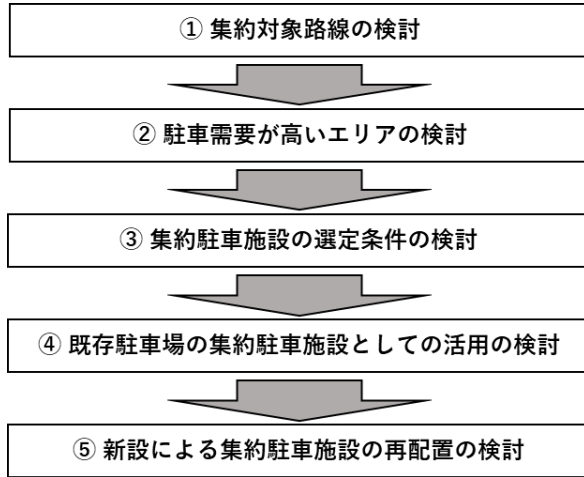 ① 集約対象路線の検討
② 駐車需要が高いエリアの検討
③ 集約駐車施設の選定条件の検討
④ 既存駐車場の集約駐車施設としての活用の検討
⑤ 新設による集約駐車施設の再配置の検討